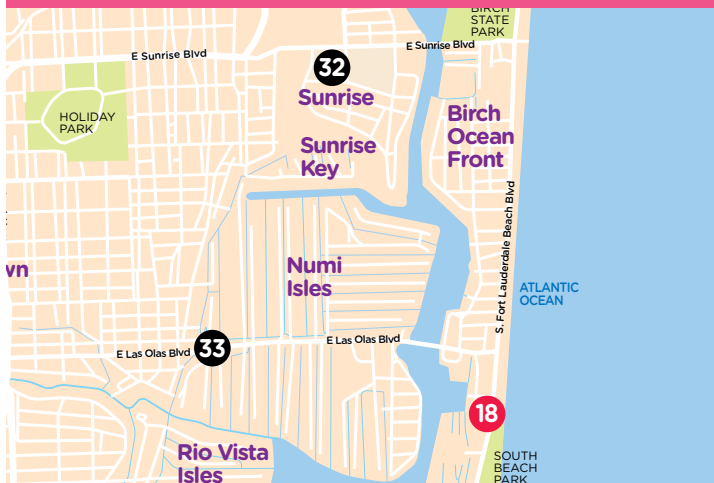 BIRCH
STATE
PARK
E Sunrise Blvd
E Sunrise Blvd
32
Sunrise
HOLIDAY
PARK
Birch
Ocean
Front
Sunrise
Key
S. Fort Lauderdale Beach Blvd
wn
Numi
Isles
ATLANTIC
OCEAN
E Las Olas Blvd
33
E Las Olas Blvd
18
Rio Vista
Isles
SOUTH
BEACH
PARK